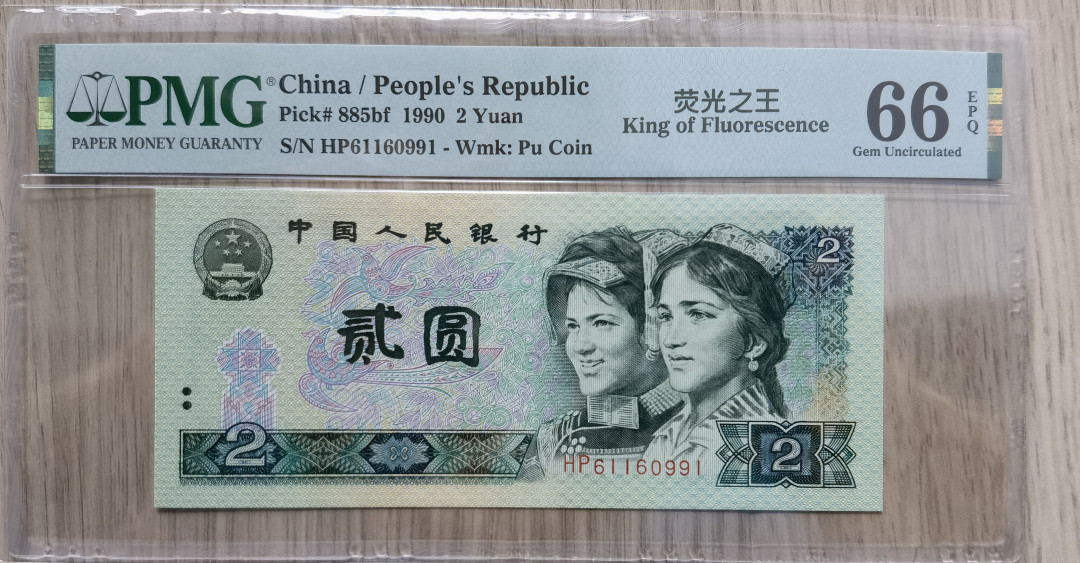 PMG®
PAPER MONEY GUARANTY
China / People's Republic
Pick# 885bf 1990 2 Yuan
S/N HP61160991 - Wmk: Pu Coin
荧光之王
King of Fluorescence
66
EPQ
Gem Uncirculated
中国人民银行
2
贰圆
2
HP61160991
2